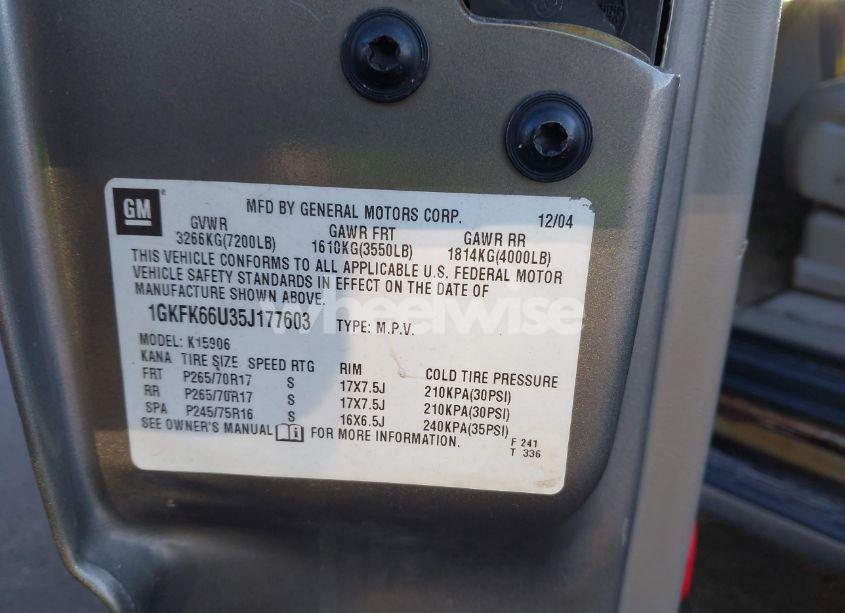 GM
MFD BY GENERAL MOTORS CORP. 12/04
GVWR GAWR FRT GAWR RR
3266KG(7200LB) 1610KG(3550LB) 1814KG(4000LB)
THIS VEHICLE CONFORMS TO ALL APPLICABLE U.S. FEDERAL MOTOR
VEHICLE SAFETY STANDARDS IN EFFECT ON THE DATE OF
MANUFACTURE SHOWN ABOVE.
1GKFK66U35J177603 TYPE: M.P.V.
wheelwise
MODEL: K15906
KANA TIRE SIZE SPEED RTG RIM COLD TIRE PRESSURE
FRT P265/70R17 S 17X7.5J 210KPA(30PSI)
RR P265/70R17 S 17X7.5J 210KPA(30PSI)
SPA P245/75R16 S 16X6.5J 240KPA(35PSI)
SEE OWNER'S MANUAL FOR MORE INFORMATION.
F 241
T 336